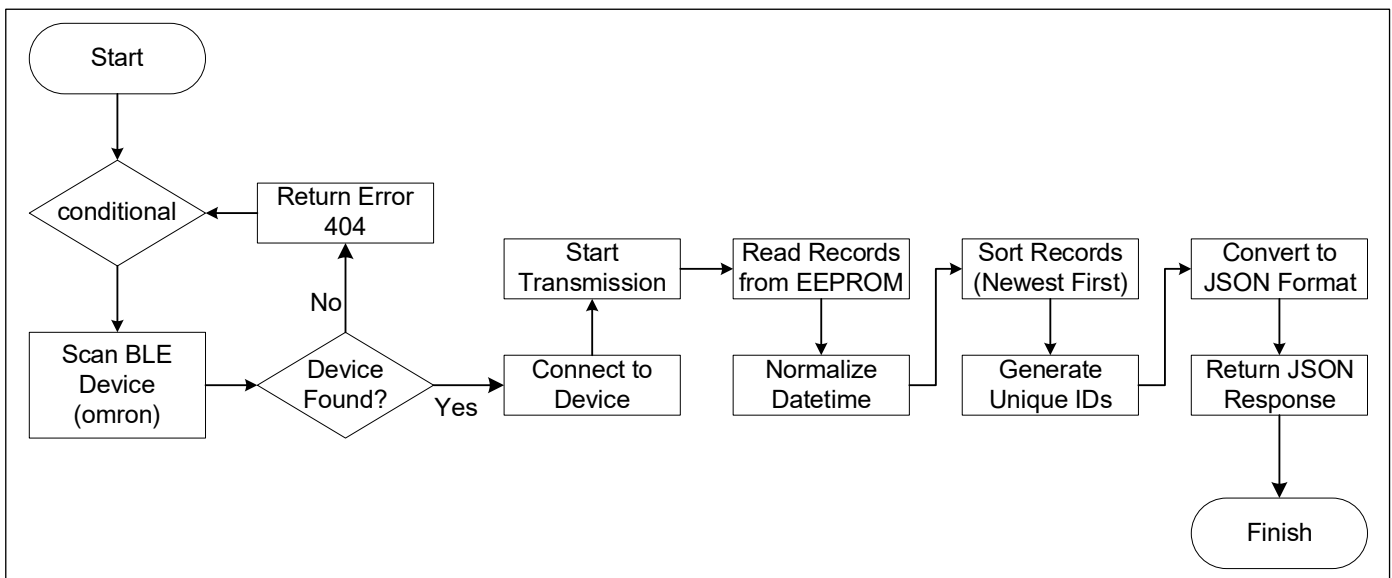 Start
conditional
Return Error
404
No
Scan BLE
Device
(omron)
Device
Found?
Yes
Start
Transmission
Connect to
Device
Read Records
from EEPROM
Normalize
Datetime
Sort Records
(Newest First)
Generate
Unique IDs
Convert to
JSON Format
Return JSON
Response
Finish